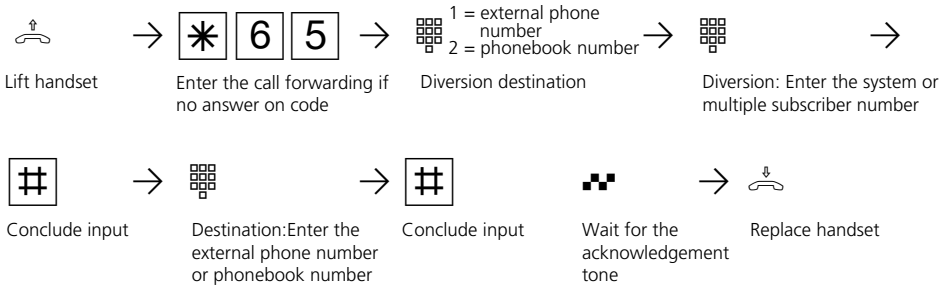 * 6 5
1 = external phone
number
2 = phonebook number
Lift handset
Enter the call forwarding if
no answer on code
Diversion destination
Diversion: Enter the system or
multiple subscriber number
# #
Conclude input
Destination:Enter the
external phone number
or phonebook number
Conclude input
Wait for the
acknowledgement
tone
Replace handset